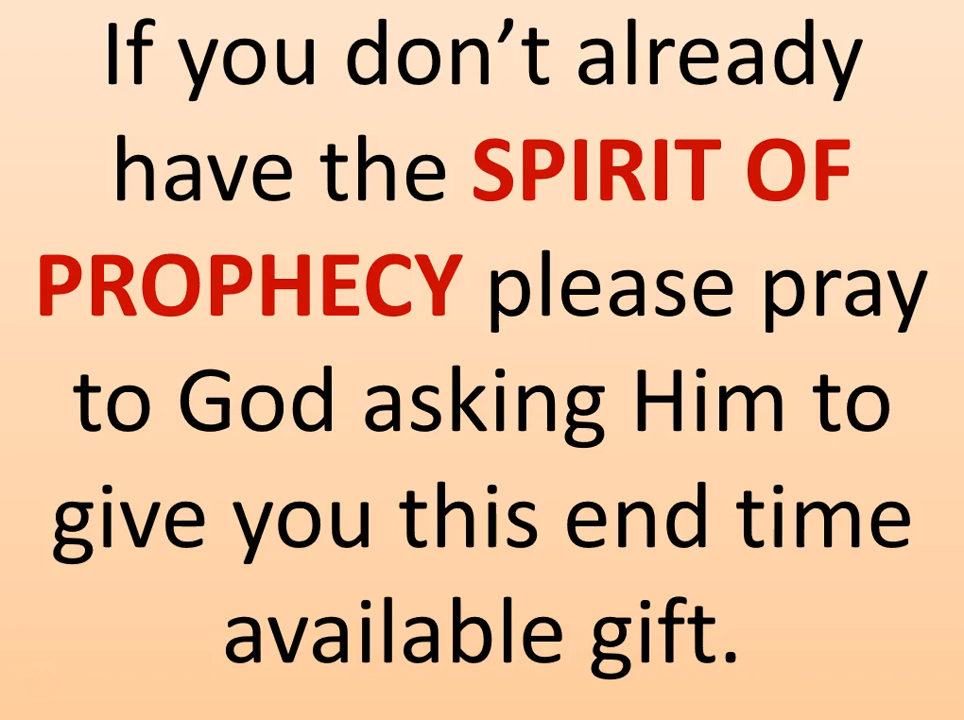 If you don’t already
have the SPIRIT OF
PROPHECY please pray
to God asking Him to
give you this end time
available gift.